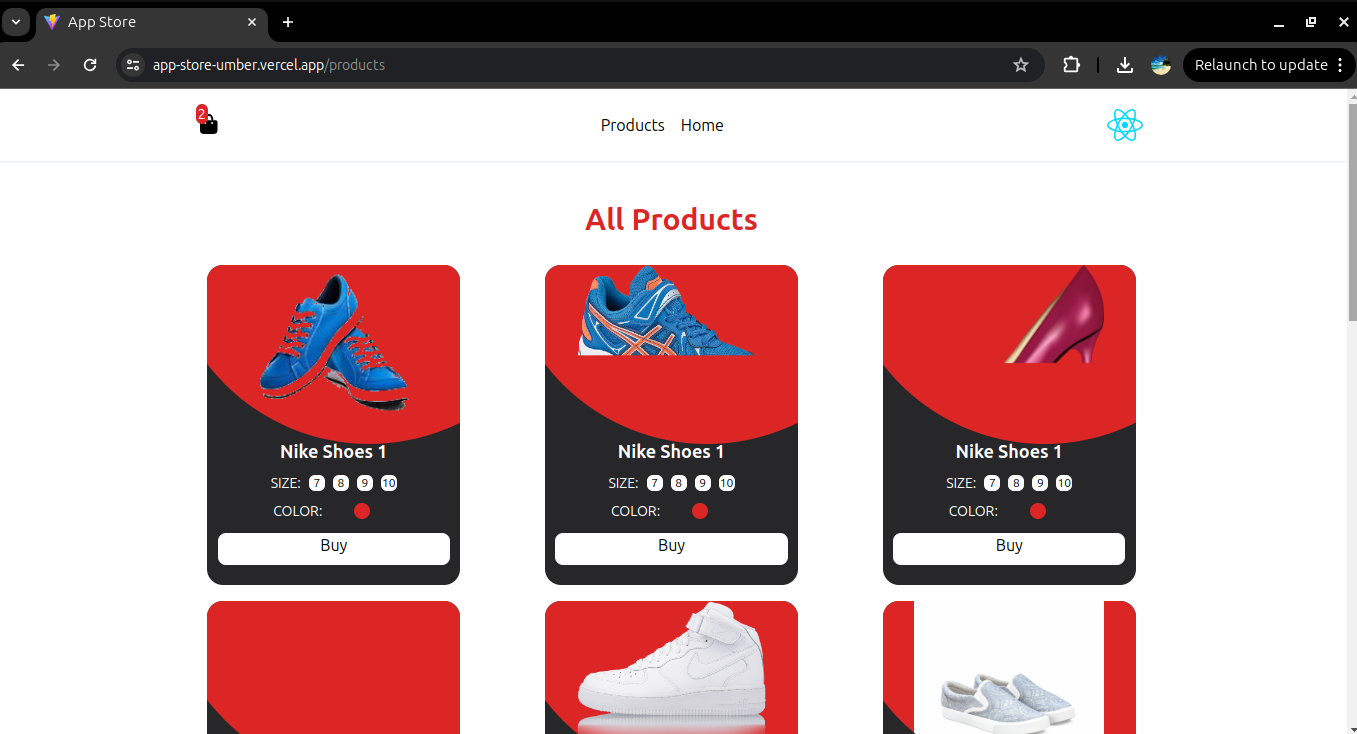 App Store
app-store-umber.vercel.app/products
Relaunch to update
2
Products Home
All Products
Nike Shoes 1
SIZE: 7 8 9 10
COLOR:
Buy
Nike Shoes 1
SIZE: 7 8 9 10
COLOR:
Buy
Nike Shoes 1
SIZE: 7 8 9 10
COLOR:
Buy